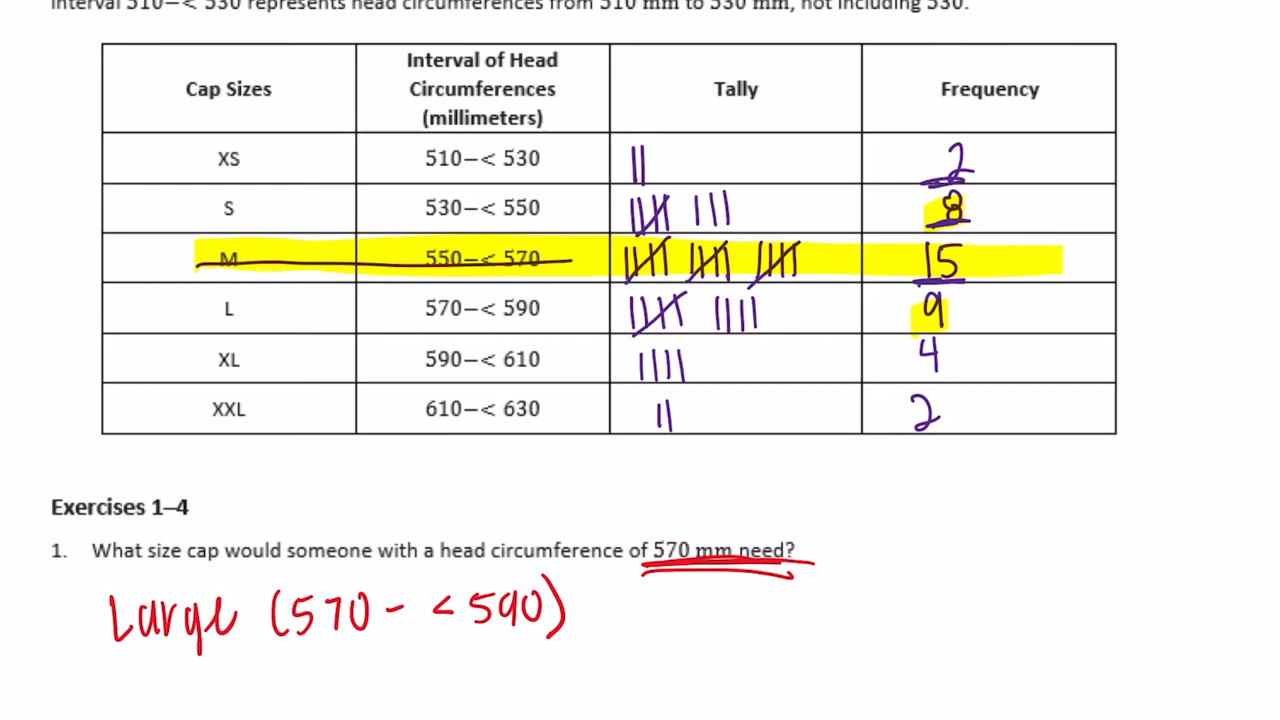 interval 510−< 530 represents head circumferences from 510 mm to 530 mm, not including 530.
Cap Sizes Interval of Head Circumferences (millimeters) Tally Frequency
XS 510−< 530 || 2
S 530−< 550 |||| ||| 8
M 550−< 570 |||| |||| |||| 15
L 570−< 590 |||| |||| 9
XL 590−< 610 |||| 4
XXL 610−< 630 || 2
Exercises 1–4
1. What size cap would someone with a head circumference of 570 mm need?
Large (570 - < 590)